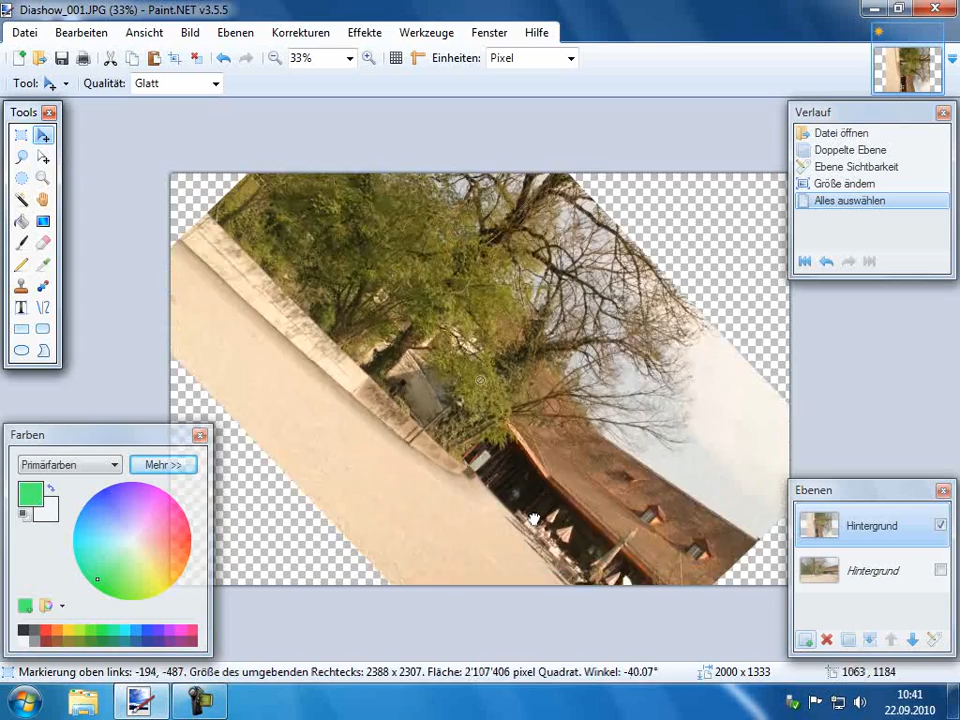 Diashow_001.JPG (33%) - Paint.NET v3.5.5
Datei Bearbeiten Ansicht Bild Ebenen Korrekturen Effekte Werkzeuge Fenster Hilfe
33% Einheiten: Pixel
Tool: Qualität: Glatt
Tools
Verlauf
Datei öffnen
Doppelte Ebene
Ebene Sichtbarkeit
Größe ändern
Alles auswählen
Farben
Primärfarben Mehr >>
Ebenen
Hintergrund
Hintergrund
Markierung oben links: -194, -487. Größe des umgebenden Rechtecks: 2388 x 2307. Fläche: 2'107'406 pixel Quadrat. Winkel: -40.07° 2000 x 1333 1063, 1184
10:41
22.09.2010